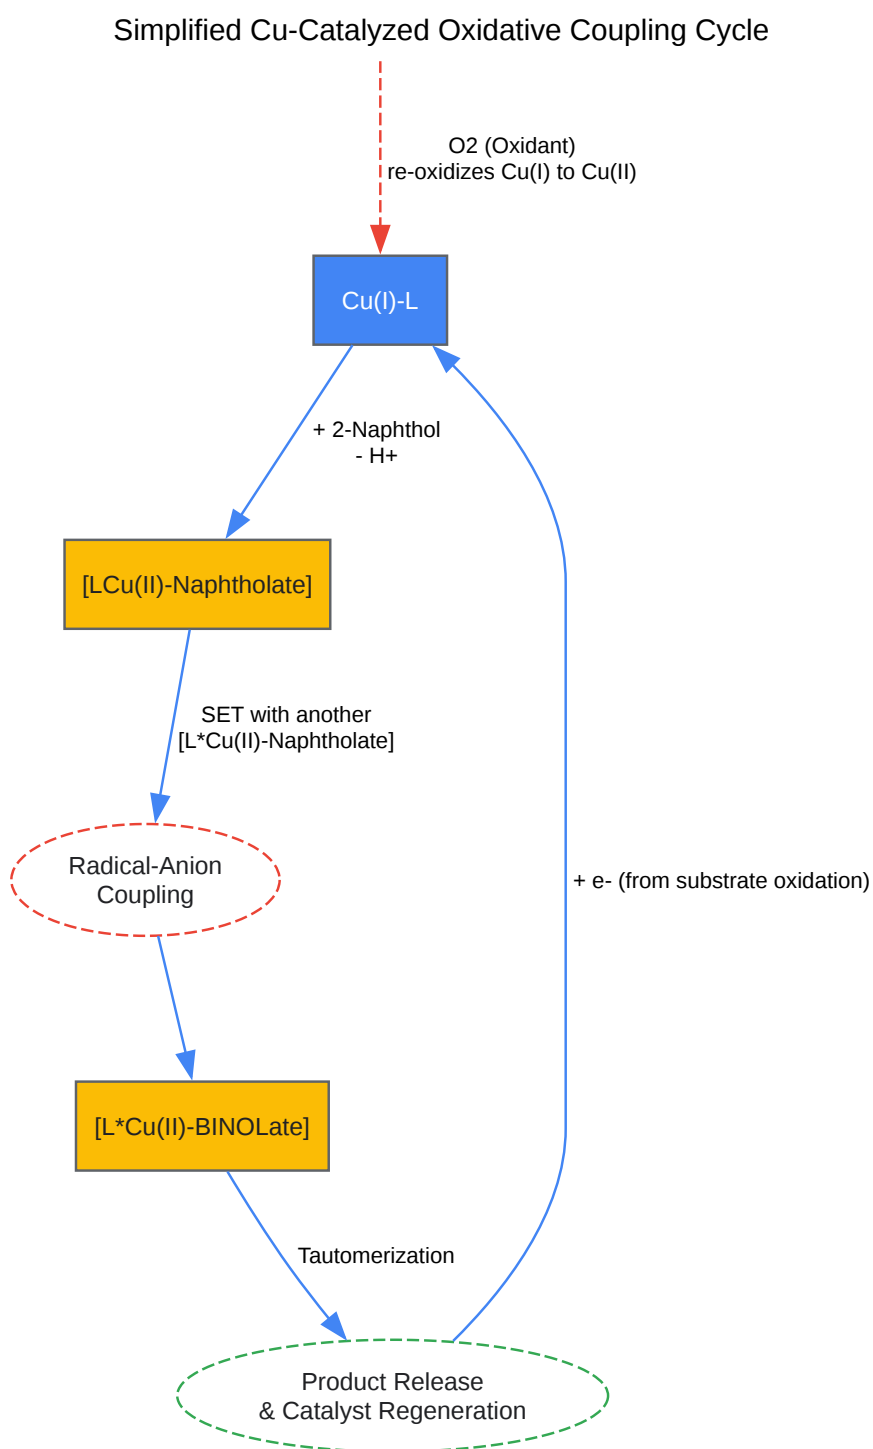 Simplified Cu-Catalyzed Oxidative Coupling Cycle
O2 (Oxidant)
re-oxidizes Cu(I) to Cu(II)
Cu(I)-L
+ 2-Naphthol
- H+
[LCu(II)-Naphtholate]
SET with another
[L*Cu(II)-Naphtholate]
Radical-Anion
Coupling
+ e- (from substrate oxidation)
[L*Cu(II)-BINOLate]
Tautomerization
Product Release
& Catalyst Regeneration